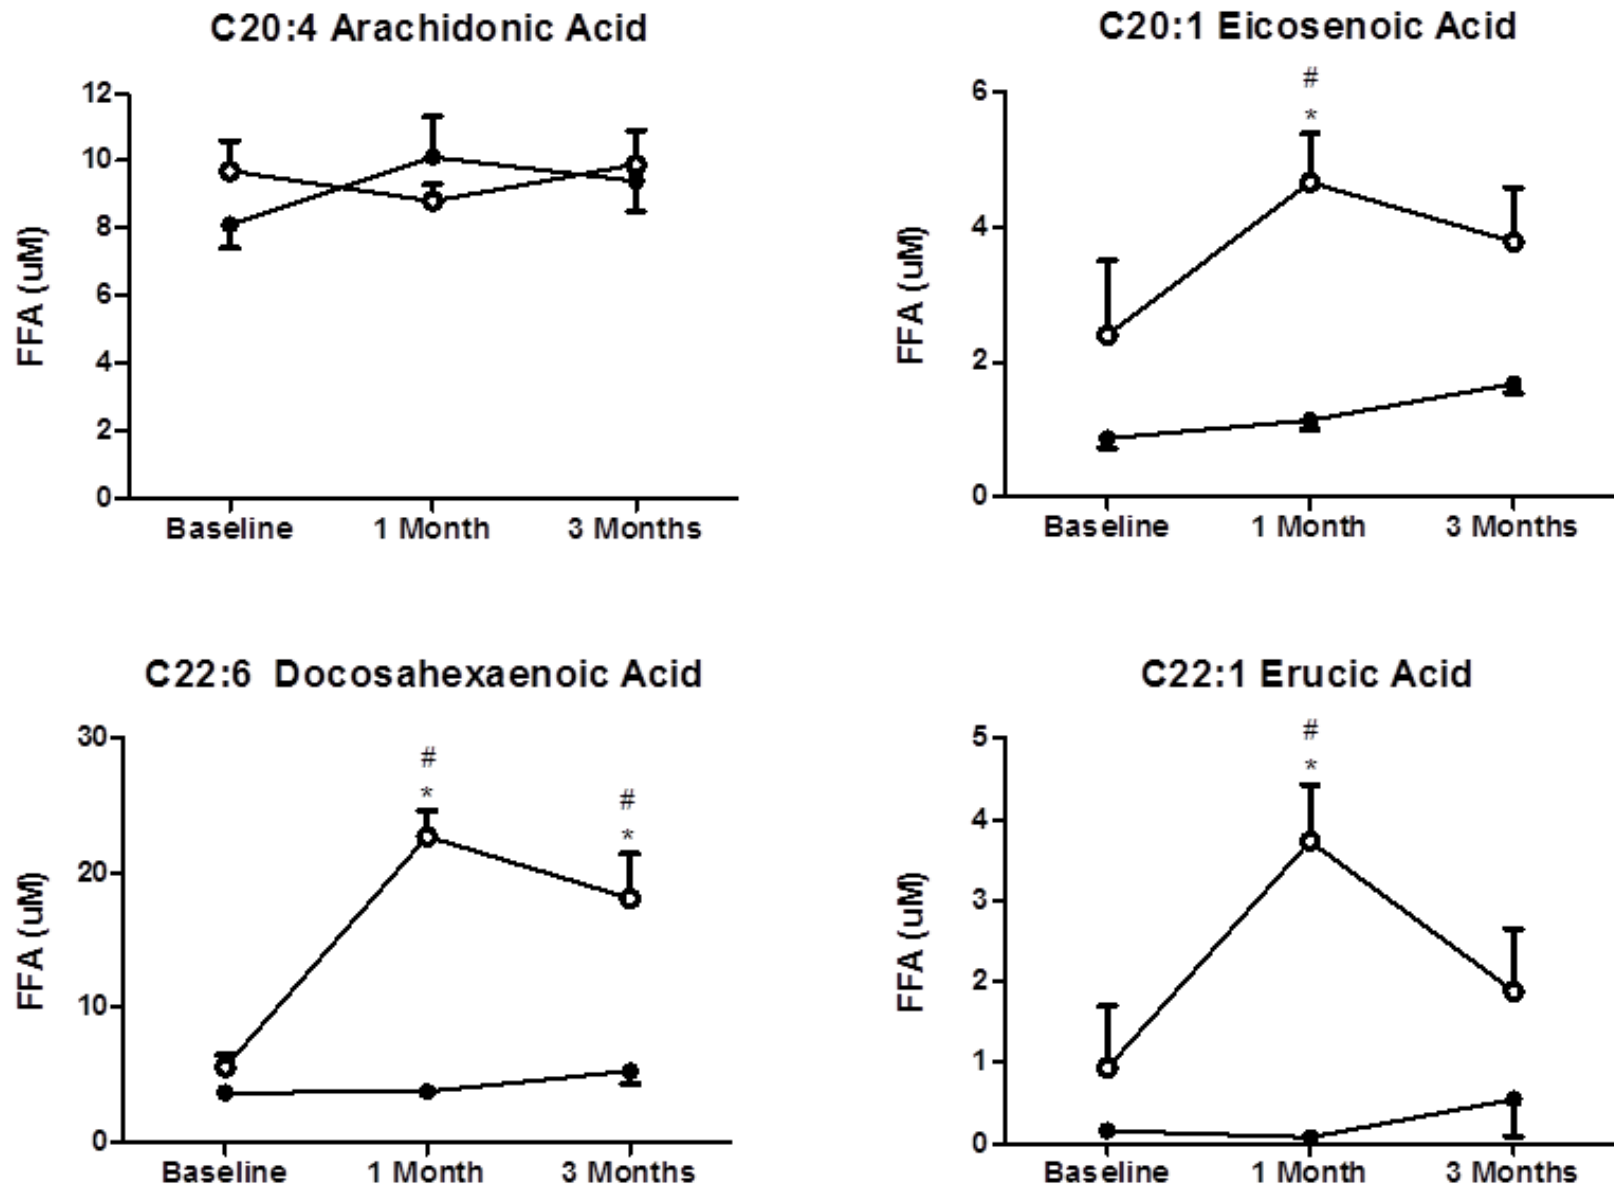 C20:4 Arachidonic Acid
12
10
8
6
4
2
0
FFA (uM)
Baseline 1 Month 3 Months
C20:1 Eicosenoic Acid
#
*
6
4
2
0
FFA (uM)
Baseline 1 Month 3 Months
C22:6 Docosahexaenoic Acid
#
*
#
*
30
20
10
0
FFA (uM)
Baseline 1 Month 3 Months
C22:1 Erucic Acid
#
*
5
4
3
2
1
0
FFA (uM)
Baseline 1 Month 3 Months